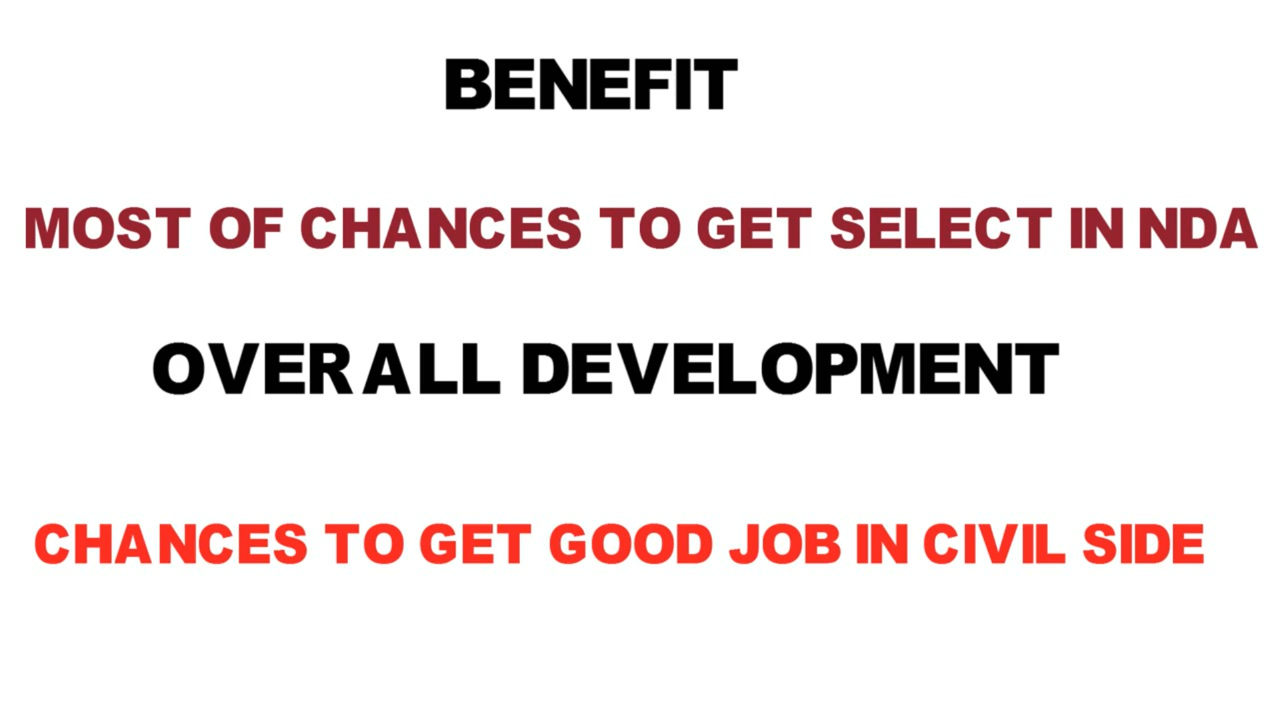 BENEFIT
MOST OF CHANCES TO GET SELECT IN NDA
OVERALL DEVELOPMENT
CHANCES TO GET GOOD JOB IN CIVIL SIDE